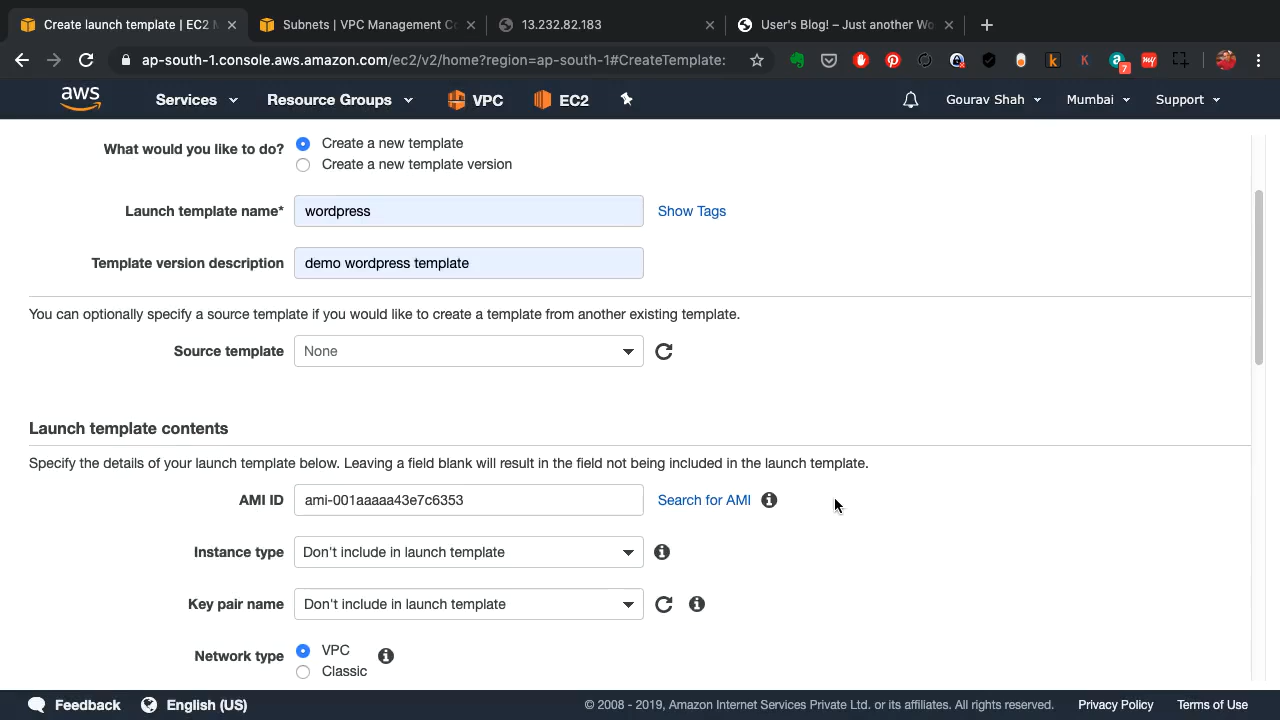 Create launch template | EC2 M
Subnets | VPC Management Co
13.232.82.183
User's Blog! – Just another Wo
ap-south-1.console.aws.amazon.com/ec2/v2/home?region=ap-south-1#CreateTemplate:
7
my
k
K
aws
Services
Resource Groups
VPC
EC2
Gourav Shah
Mumbai
Support
What would you like to do?
Create a new template
Create a new template version
Launch template name*
wordpress
Show Tags
Template version description
demo wordpress template
You can optionally specify a source template if you would like to create a template from another existing template.
Source template
None
Launch template contents
Specify the details of your launch template below. Leaving a field blank will result in the field not being included in the launch template.
AMI ID
ami-001aaaaa43e7c6353
Search for AMI
Instance type
Don't include in launch template
Key pair name
Don't include in launch template
Network type
VPC
Classic
Feedback
English (US)
© 2008 - 2019, Amazon Internet Services Private Ltd. or its affiliates. All rights reserved.
Privacy Policy
Terms of Use